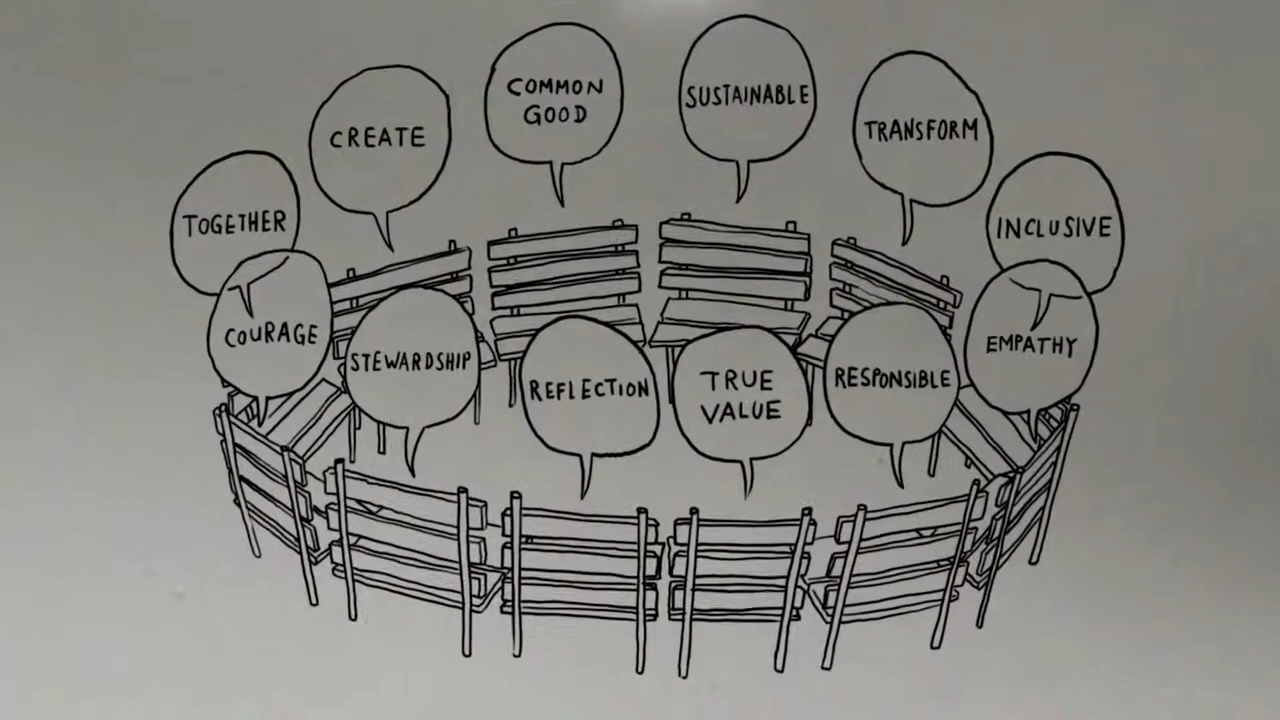 TOGETHER
CREATE
COMMON
GOOD
SUSTAINABLE
TRANSFORM
INCLUSIVE
COURAGE
STEWARDSHIP
REFLECTION
TRUE
VALUE
RESPONSIBLE
EMPATHY